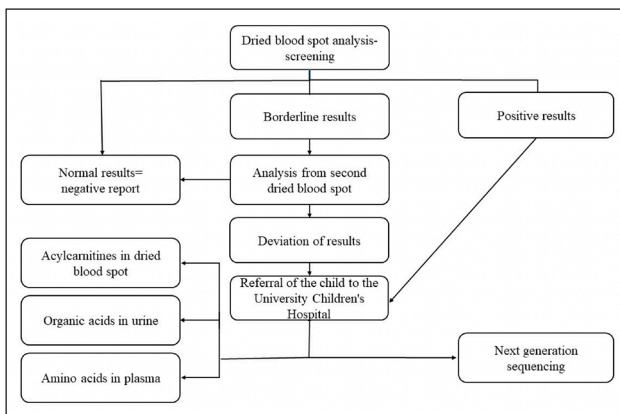 Dried blood spot analysis-
screening
Borderline results
Positive results
Normal results=
negative report
Analysis from second
dried blood spot
Deviation of results
Acylcarnitines in dried
blood spot
Referral of the child to the
University Children's
Hospital
Organic acids in urine
Amino acids in plasma
Next generation
sequencing